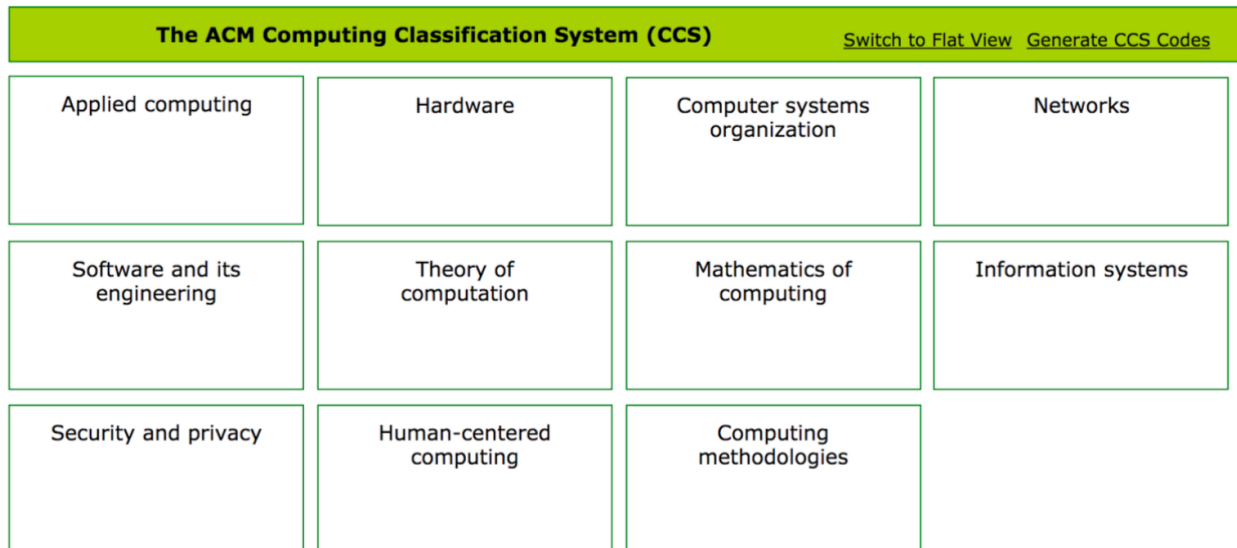 The ACM Computing Classification System (CCS)
Switch to Flat View Generate CCS Codes
Applied computing
Hardware
Computer systems
organization
Networks
Software and its
engineering
Theory of
computation
Mathematics of
computing
Information systems
Security and privacy
Human-centered
computing
Computing
methodologies